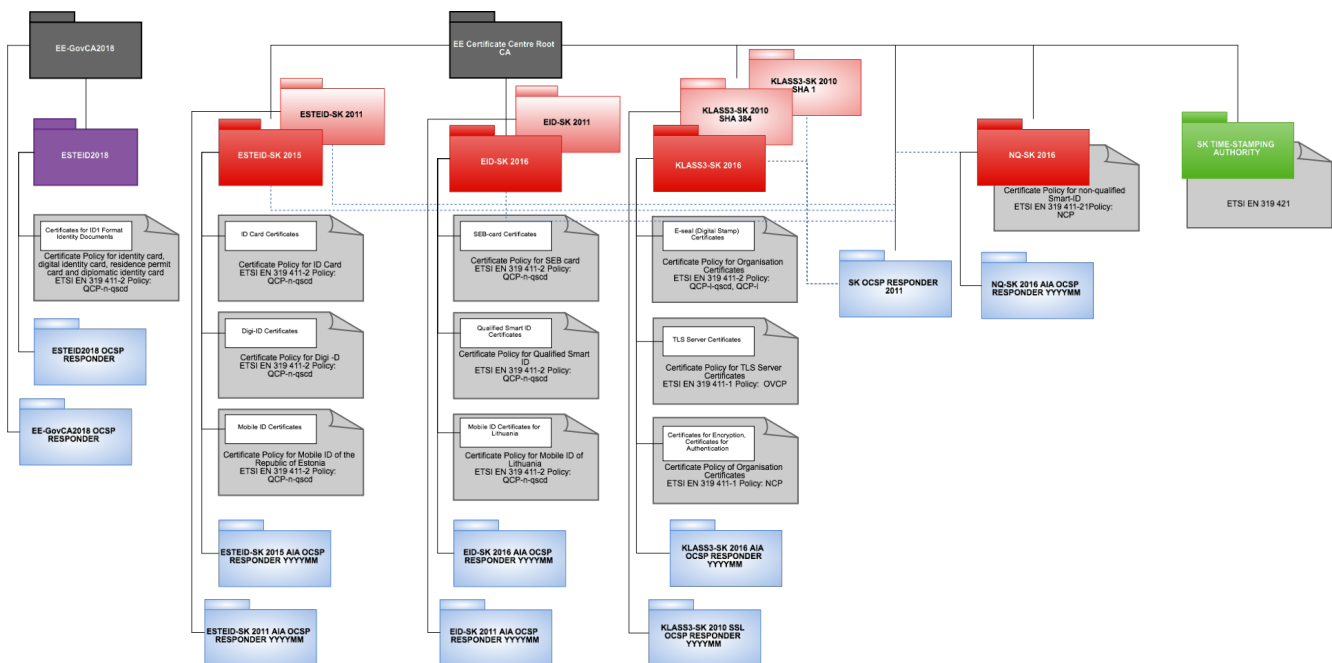 EE-GovCA2018
EE Certificate Centre Root
CA
KLASS3-SK 2010
SHA 1
ESTEID-SK 2011
EID-SK 2011
KLASS3-SK 2010
SHA 384
ESTEID2018
ESTEID-SK 2015
EID-SK 2016
KLASS3-SK 2016
NQ-SK 2016
SK TIME-STAMPING
AUTHORITY
Certificate Policy for non-qualified
Smart-ID
ETSI EN 319 411-21Policy:
NCP
ETSI EN 319 421
Certificates for ID1 Format
Identity Documents
Certificate Policy for identity card,
digital identity card, residence permit
card and diplomatic identity card
ETSI EN 319 411-2 Policy:
QCP-n-qscd
ID Card Certificates
Certificate Policy for ID Card
ETSI EN 319 411-2 Policy:
QCP-n-qscd
SEB-card Certificates
Certificate Policy for SEB card
ETSI EN 319 411-2 Policy:
QCP-n-qscd
E-seal (Digital Stamp)
Certificates
Certificate Policy for Organisation
Certificates
ETSI EN 319 411-2 Policy:
QCP-l-qscd, QCP-l
SK OCSP RESPONDER
2011
NQ-SK 2016 AIA OCSP
RESPONDER YYYYMM
ESTEID2018 OCSP
RESPONDER
Digi-ID Certificates
Certificate Policy for Digi -D
ETSI EN 319 411-2 Policy:
QCP-n-qscd
Qualified Smart ID
Certificates
Certificate Policy for Qualified Smart
ID
ETSI EN 319 411-2 Policy:
QCP-n-qscd
TLS Server Certificates
Certificate Policy for TLS Server
Certificates
ETSI EN 319 411-1 Policy: OVCP
EE-GovCA2018 OCSP
RESPONDER
Mobile ID Certificates
Certificate Policy for Mobile ID of the
Republic of Estonia
ETSI EN 319 411-2 Policy:
QCP-n-qscd
Mobile ID Certificates for
Lithuania
Certificate Policy for Mobile ID of
Lithuania
ETSI EN 319 411-2 Policy:
QCP-n-qscd
Certificates for Encryption,
Certificates for
Authentication
Certificate Policy of Organisation
Certificates
ETSI EN 319 411-1 Policy: NCP
ESTEID-SK 2015 AIA OCSP
RESPONDER YYYYMM
EID-SK 2016 AIA OCSP
RESPONDER YYYYMM
KLASS3-SK 2016 AIA
OCSP RESPONDER
YYYYMM
ESTEID-SK 2011 AIA OCSP
RESPONDER YYYYMM
EID-SK 2011 AIA OCSP
RESPONDER YYYYMM
KLASS3-SK 2010 SSL
OCSP RESPONDER
YYYYMM